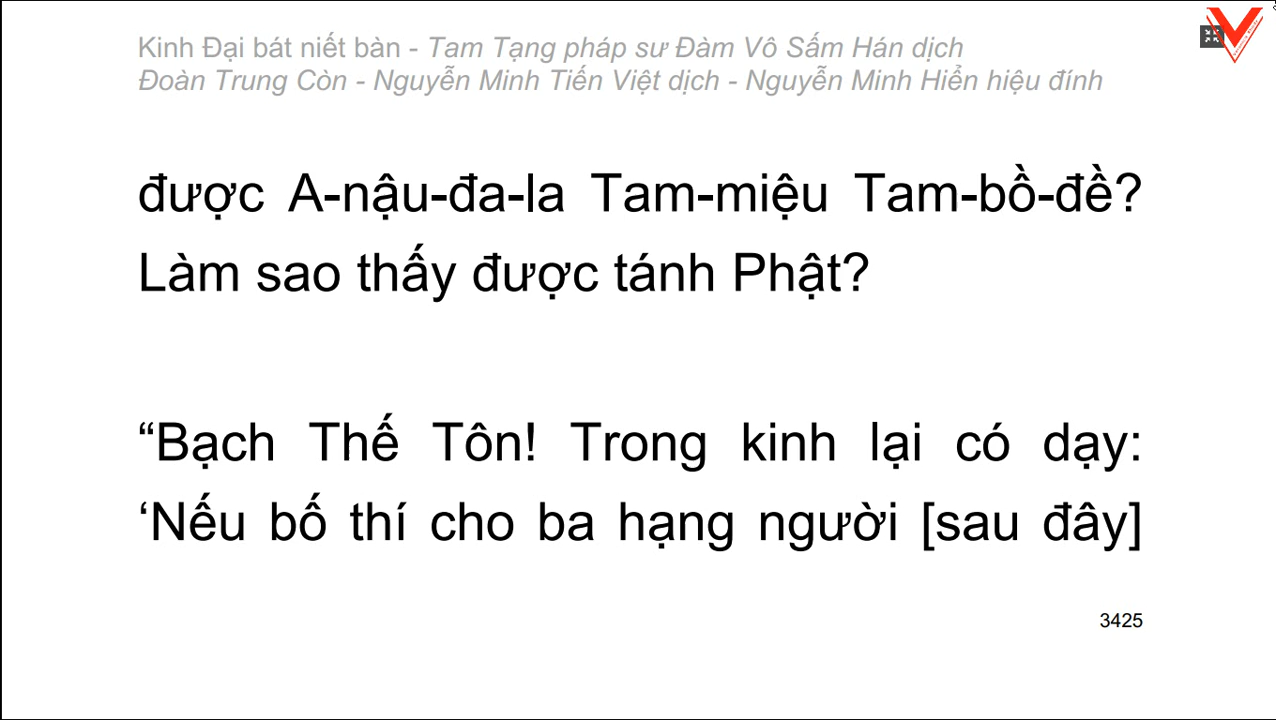 Kinh Đại bát niết bàn - Tam Tạng pháp sư Đàm Vô Sấm Hán dịch
Đoàn Trung Còn - Nguyễn Minh Tiến Việt dịch - Nguyễn Minh Hiển hiệu đính
được A-nậu-đa-la Tam-miệu Tam-bồ-đề?
Làm sao thấy được tánh Phật?
“Bạch Thế Tôn! Trong kinh lại có dạy:
‘Nếu bố thí cho ba hạng người [sau đây]
3425